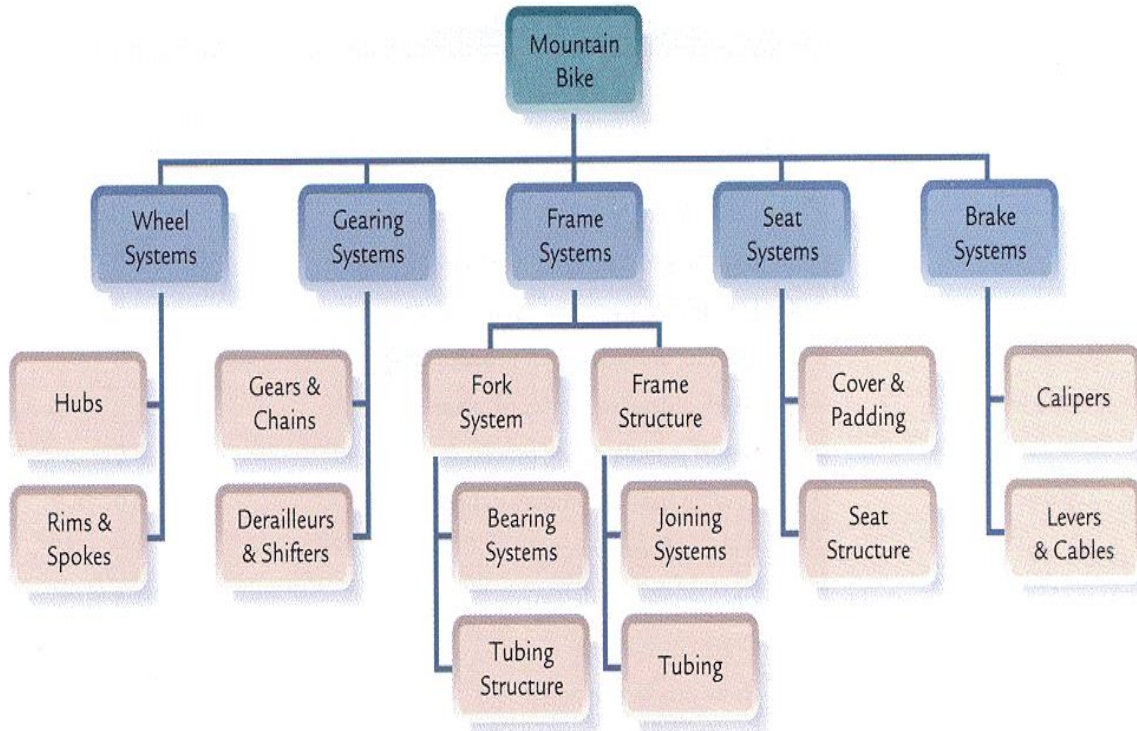 Mountain
Bike
Wheel
Systems
Gearing
Systems
Frame
Systems
Seat
Systems
Brake
Systems
Hubs
Rims &
Spokes
Gears &
Chains
Derailleurs
& Shifters
Fork
System
Bearing
Systems
Tubing
Structure
Frame
Structure
Joining
Systems
Tubing
Cover &
Padding
Seat
Structure
Calipers
Levers
& Cables